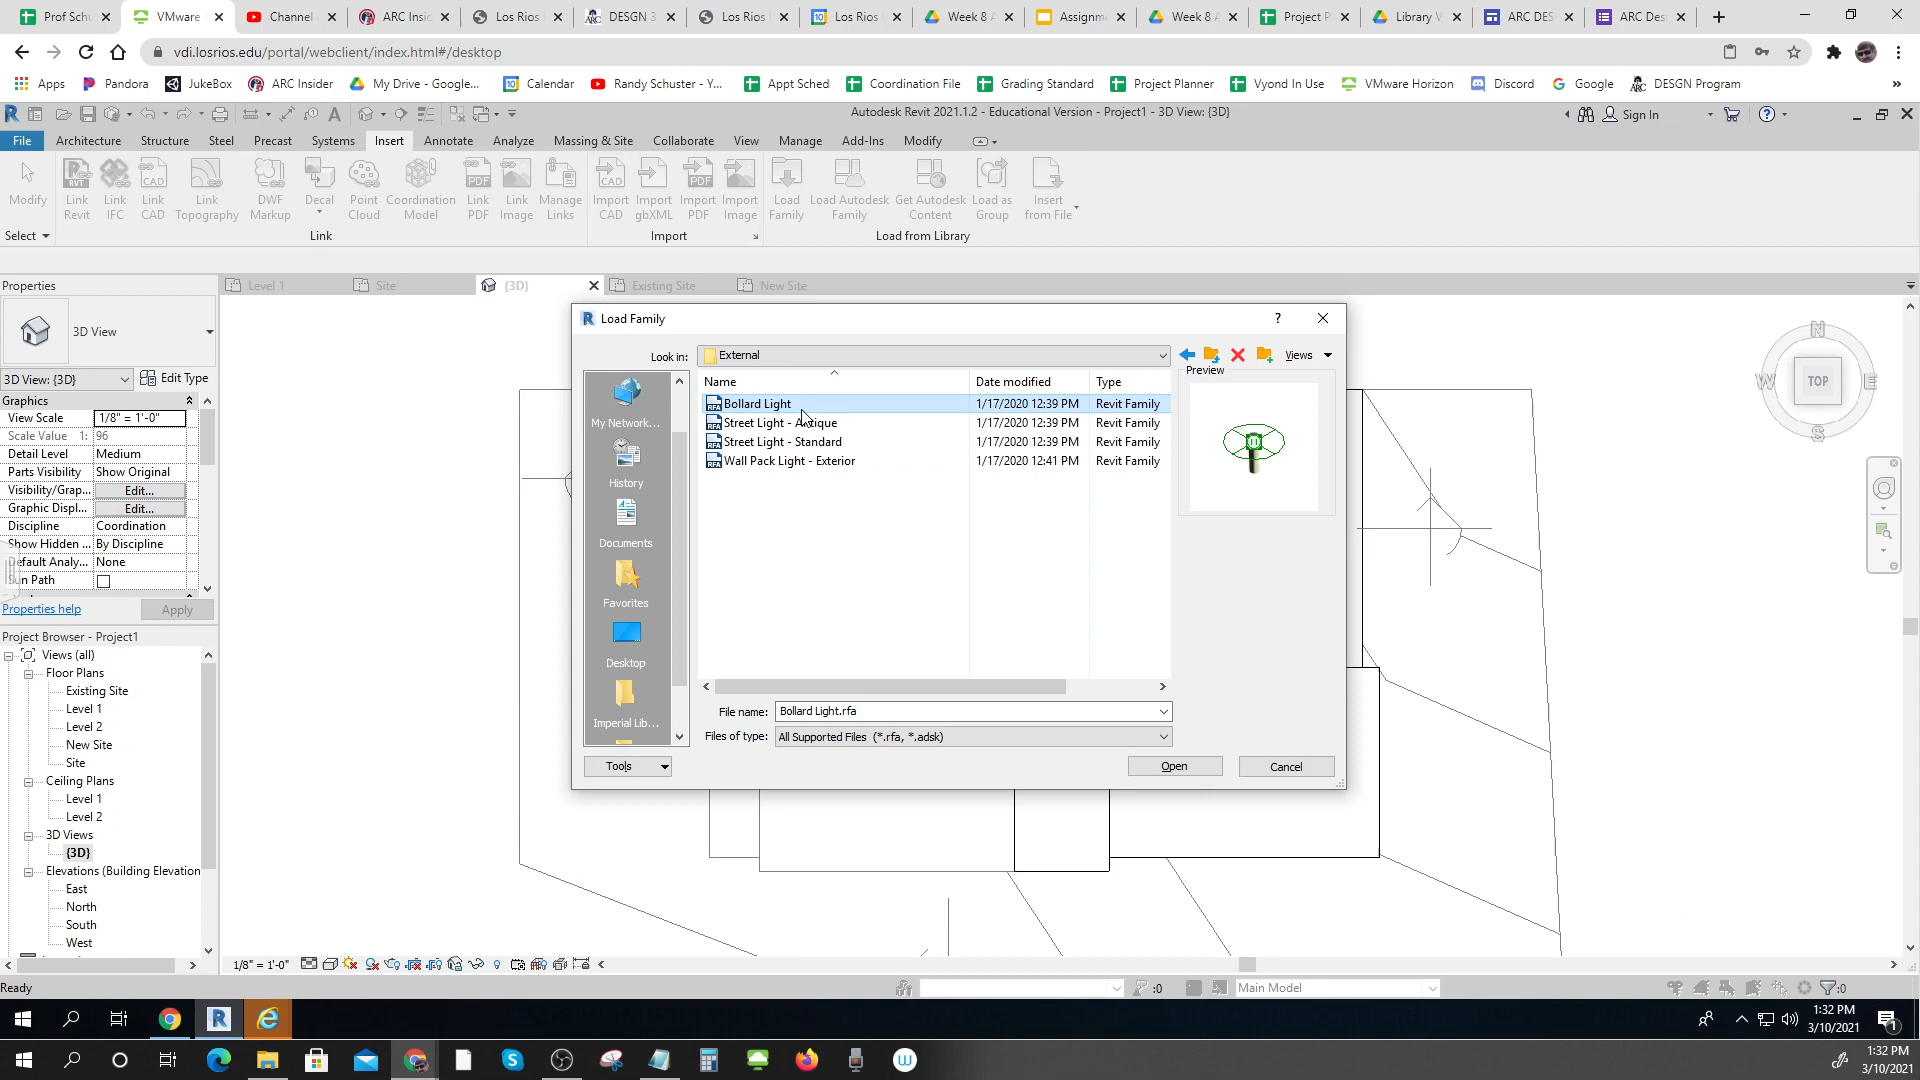 Prof Schus
VMware
Channel c
ARC Insid
Los Rios
DESGN 3
Los Rios
Los Rios
Week 8 A
Assignme
Week 8 A
Project P
Library V
ARC DES
ARC Des
vdi.losrios.edu/portal/webclient/index.html#/desktop
Apps
Pandora
JukeBox
ARC Insider
My Drive - Google...
Calendar
Randy Schuster - Y...
Appt Sched
Coordination File
Grading Standard
Project Planner
Vyond In Use
VMware Horizon
Discord
Google
DESGN Program
Autodesk Revit 2021.1.2 - Educational Version - Project1 - 3D View: {3D}
Sign In
File
Architecture
Structure
Steel
Precast
Systems
Insert
Annotate
Analyze
Massing & Site
Collaborate
View
Manage
Add-Ins
Modify
Modify
Link Revit
Link IFC
Link CAD
Link Topography
DWF Markup
Decal
Point Cloud
Coordination Model
Link PDF
Link Image
Manage Links
Import CAD
Import gbXML
Import PDF
Import Image
Load Family
Load Autodesk Family
Get Autodesk Content
Load as Group
Insert from File
Select
Link
Import
Load from Library
Properties
Level 1
Site
{3D}
Existing Site
New Site
3D View
3D View: {3D}
Edit Type
Graphics
View Scale 1/8" = 1'-0"
Scale Value 1: 96
Detail Level Medium
Parts Visibility Show Original
Visibility/Grap... Edit...
Graphic Displ... Edit...
Discipline Coordination
Show Hidden ... By Discipline
Default Analy... None
Sun Path
Properties help
Apply
Project Browser - Project1
Views (all)
Floor Plans
Existing Site
Level 1
Level 2
New Site
Site
Ceiling Plans
Level 1
Level 2
3D Views
{3D}
Elevations (Building Elevation
East
North
South
West
Load Family
?
Look in:
External
Views
Preview
Name
Date modified
Type
Bollard Light 1/17/2020 12:39 PM Revit Family
Street Light - Antique 1/17/2020 12:39 PM Revit Family
Street Light - Standard 1/17/2020 12:39 PM Revit Family
Wall Pack Light - Exterior 1/17/2020 12:41 PM Revit Family
My Network...
History
Documents
Favorites
Desktop
Imperial Lib...
File name: Bollard Light.rfa
Files of type: All Supported Files (*.rfa, *.adsk)
Tools
Open
Cancel
N
W
TOP
E
S
1/8" = 1'-0"
Ready
:0
Main Model
:0
1:32 PM
3/10/2021
1
1:32 PM
3/10/2021